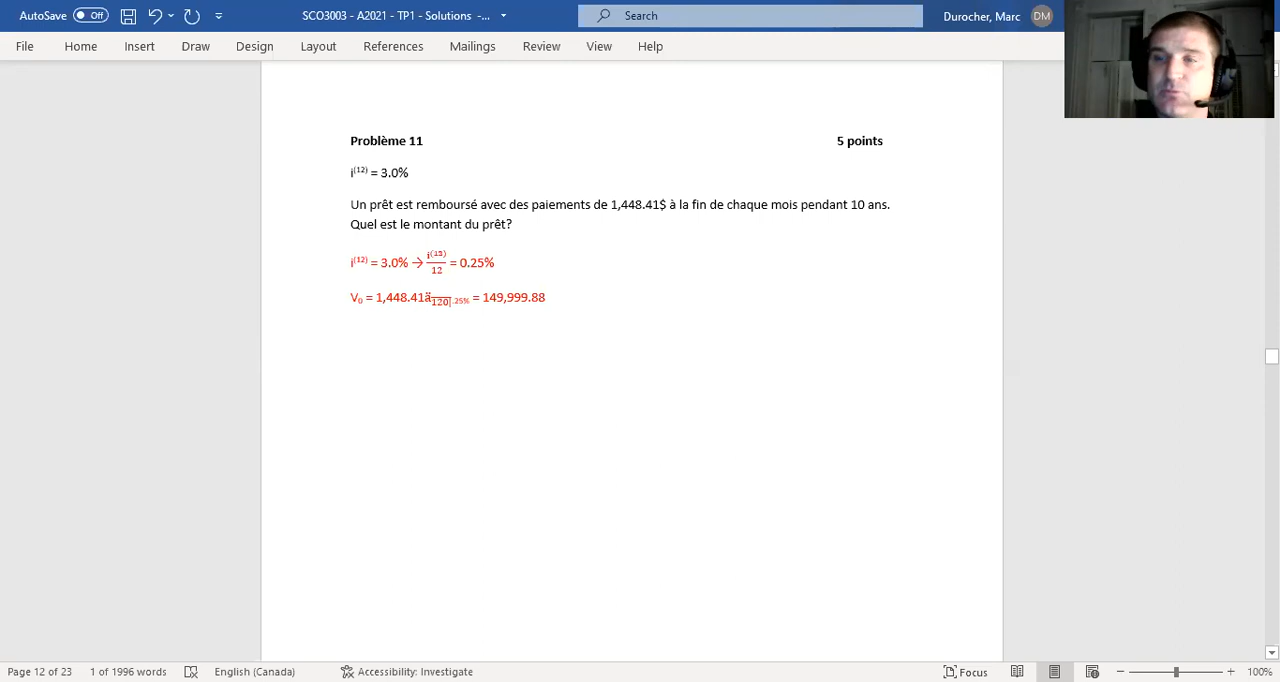 AutoSave Off SCO3003 - A2021 - TP1 - Solutions -... Search Durocher, Marc DM
File Home Insert Draw Design Layout References Mailings Review View Help
Problème 11 5 points
i(12) = 3.0%
Un prêt est remboursé avec des paiements de 1,448.41$ à la fin de chaque mois pendant 10 ans.
Quel est le montant du prêt?
i(12) = 3.0% → i(15)/12 = 0.25%
V0 = 1,448.41ä120|.25% = 149,999.88
Page 12 of 23 1 of 1996 words English (Canada) Accessibility: Investigate Focus 100%